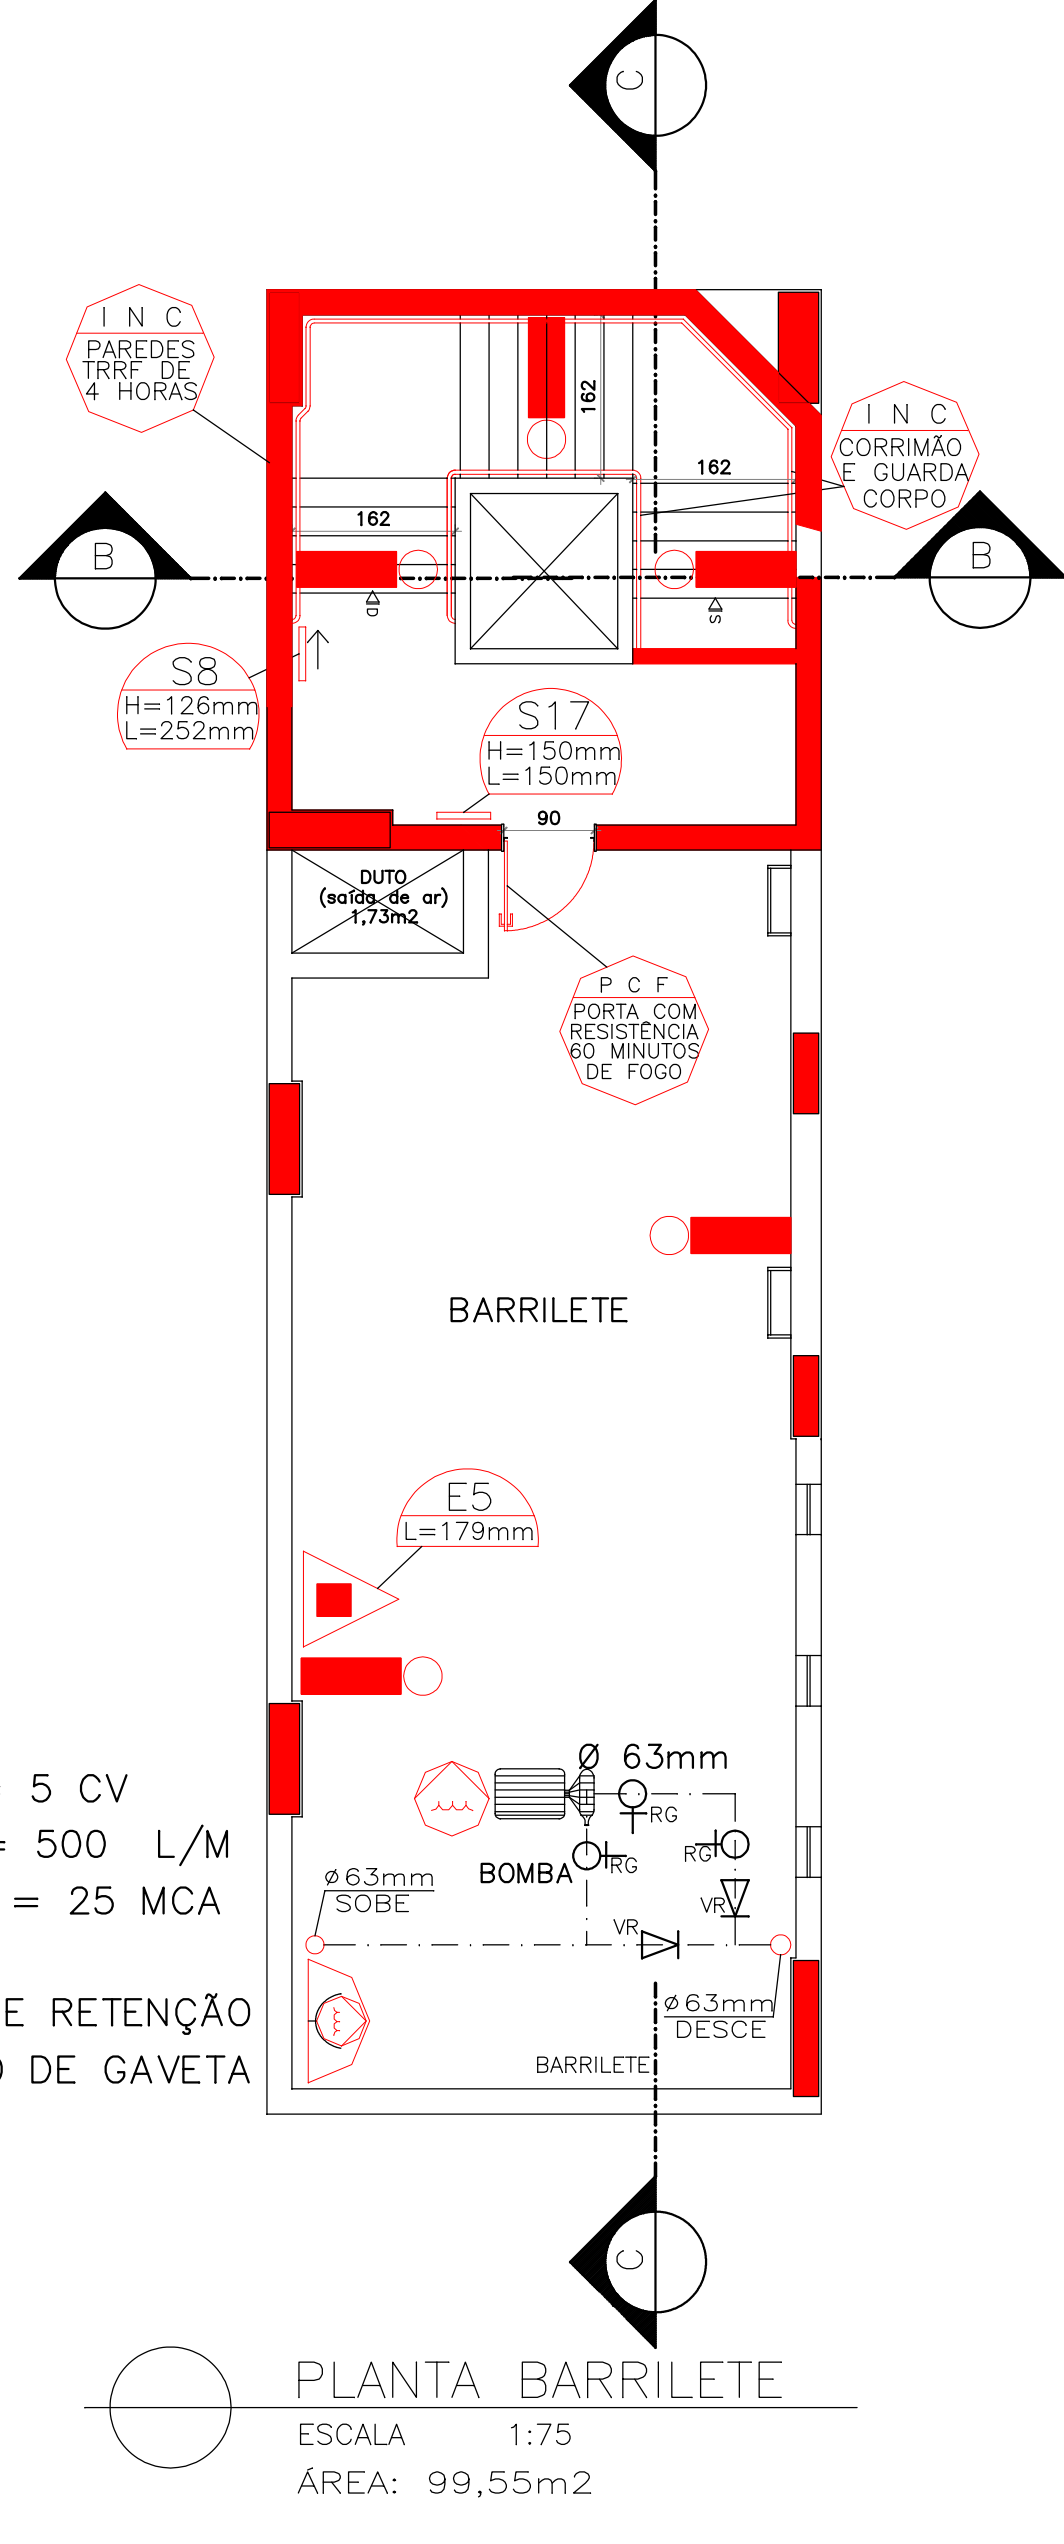 C
I N C
PAREDES
TRRF DE
4 HORAS
162
I N C
CORRIMÃO
E GUARDA
CORPO
162
162
B
B
D
S
S8
H=126mm
L=252mm
S17
H=150mm
L=150mm
90
DUTO
(saída de ar)
1,73m2
P C F
PORTA COM
RESISTÊNCIA
60 MINUTOS
DE FOGO
BARRILETE
E5
L=179mm
Ø 63mm
5 CV
RG
= 500 L/M
RG
RG
BOMBA
Ø63mm
SOBE
= 25 MCA
VR
VR
E RETENÇÃO
Ø63mm
DESCE
O DE GAVETA
BARRILETE
C
PLANTA BARRILETE
ESCALA 1:75
ÁREA: 99,55m2